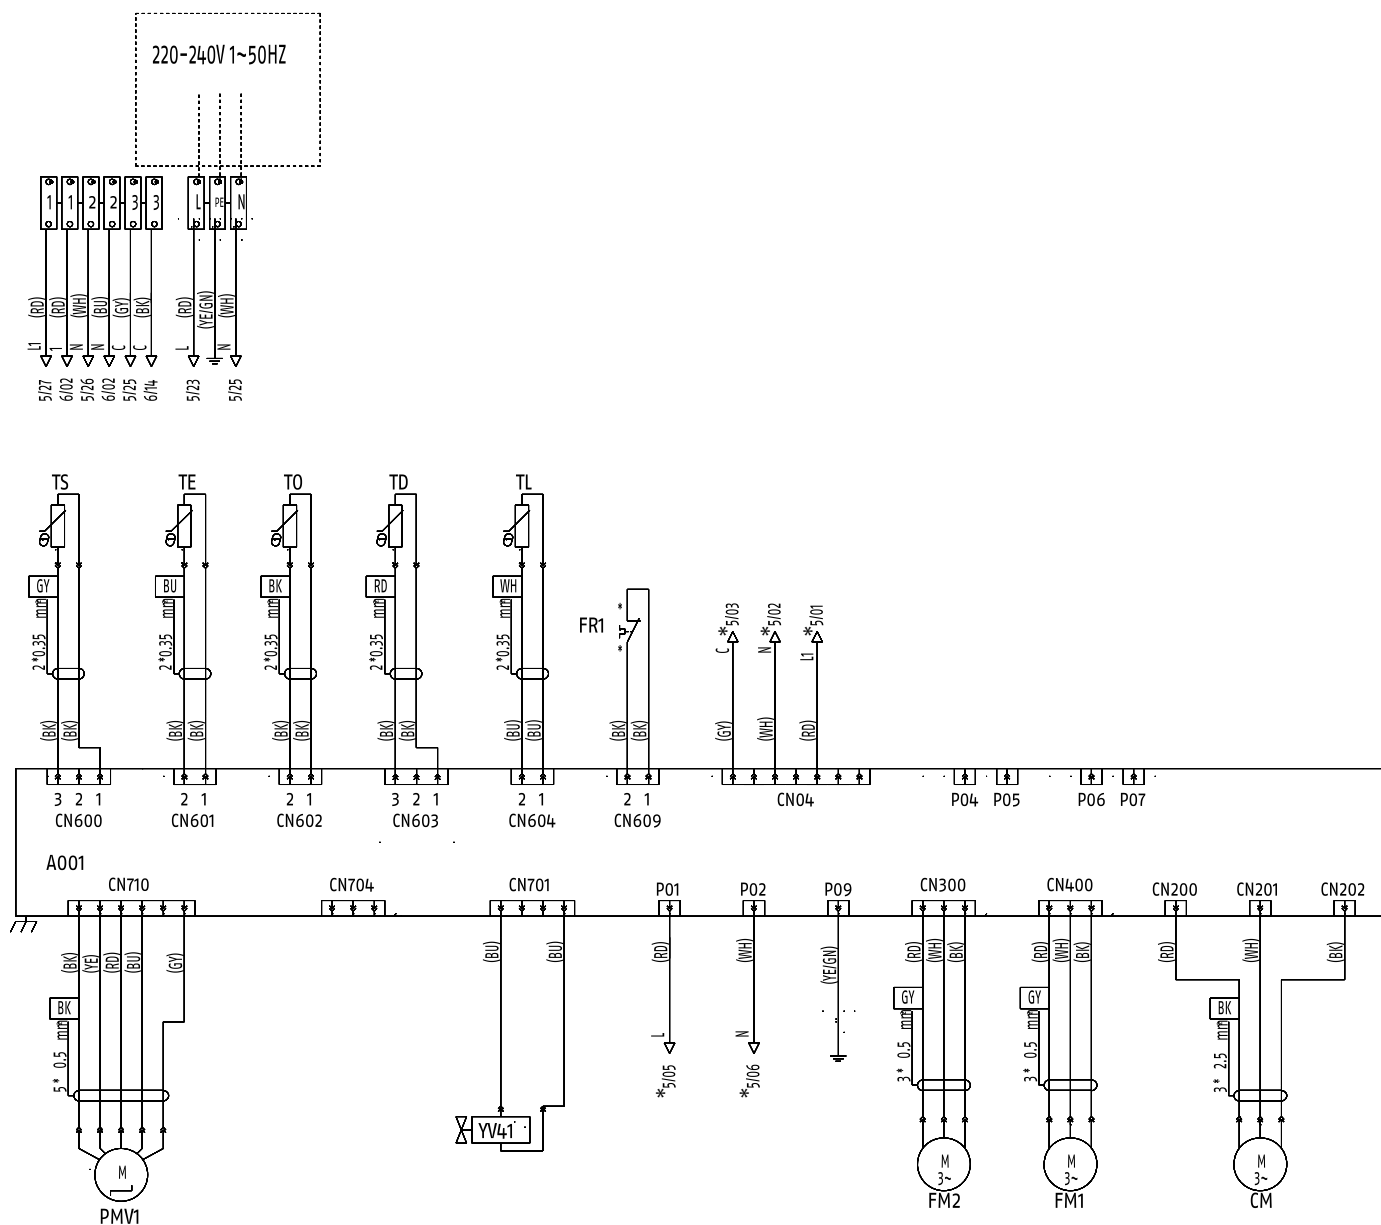 220-240V 1~50HZ
1 1 2 2 3 3 L PE N
(RD) (RD) (WH) (BU) (GY) (BK) (RD) (YE/GN) (WH)
L1 1 N N C C L N
5/27 6/02 5/26 6/02 5/25 6/14 5/23 5/25
TS TE TO TD TL
θ θ θ θ θ
GY BU BK RD WH
2*0.35 mm 2*0.35 mm 2*0.35 mm 2*0.35 mm 2*0.35 mm
FR1 * *
C *5/03 N *5/02 L1 *5/01
(BK) (BK) (BK) (BK) (BK) (BK) (BK) (BK) (BU) (BU) (BK) (BK) (GY) (WH) (RD)
3 2 1 2 1 2 1 3 2 1 2 1 2 1 CN04 P04 P05 P06 P07
CN600 CN601 CN602 CN603 CN604 CN609
A001
CN710 CN704 CN701 P01 P02 P09 CN300 CN400 CN200 CN201 CN202
(BK) (YE) (RD) (BU) (GY) (BU) (BU) (RD) (WH) (YE/GN) (RD) (WH) (BK) (RD) (WH) (BK) (RD) (WH) (BK)
BK GY GY BK
5* 0.5 mm L N 3* 0.5 mm 3* 0.5 mm 3* 2.5 mm
*5/05 *5/06
YV41
M M M M
3~ 3~ 3~
PMV1 FM2 FM1 CM